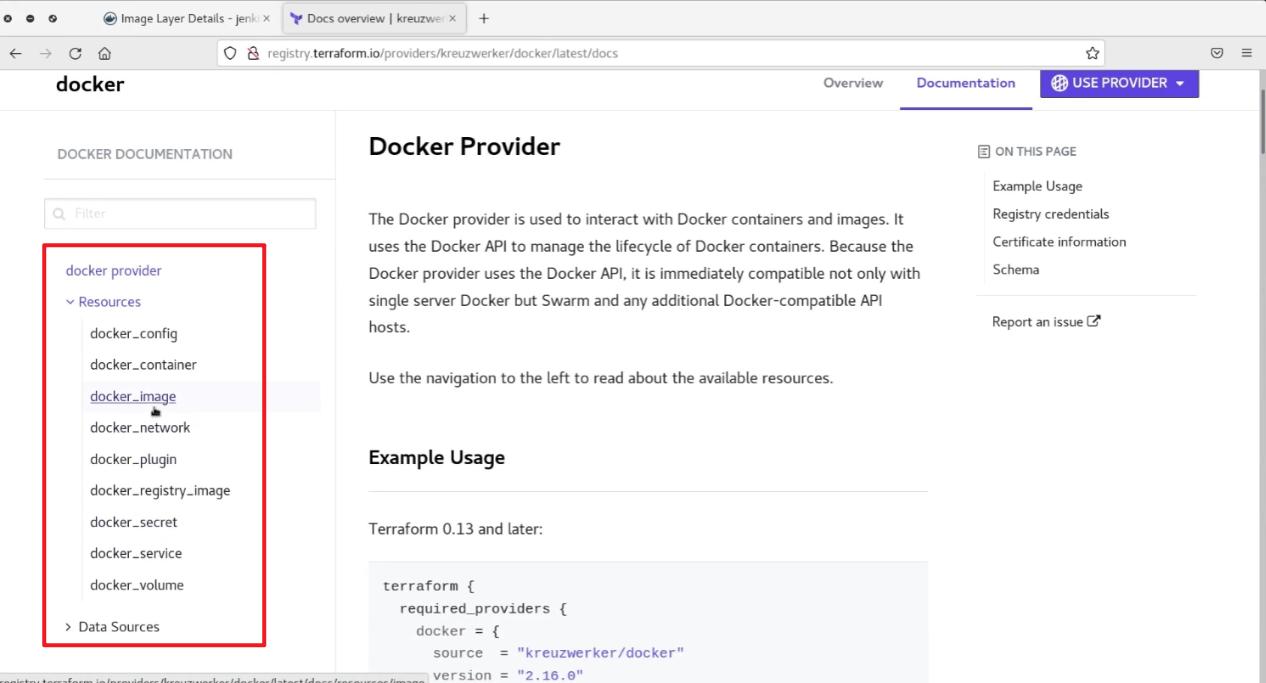 Image Layer Details - jenk
Docs overview | kreuzwer
registry.terraform.io/providers/kreuzwerker/docker/latest/docs
docker
Overview
Documentation
USE PROVIDER
DOCKER DOCUMENTATION
Filter
docker provider
Resources
docker_config
docker_container
docker_image
docker_network
docker_plugin
docker_registry_image
docker_secret
docker_service
docker_volume
Data Sources
Docker Provider
The Docker provider is used to interact with Docker containers and images. It
uses the Docker API to manage the lifecycle of Docker containers. Because the
Docker provider uses the Docker API, it is immediately compatible not only with
single server Docker but Swarm and any additional Docker-compatible API
hosts.
Use the navigation to the left to read about the available resources.
Example Usage
Terraform 0.13 and later:
terraform {
required_providers {
docker = {
source = "kreuzwerker/docker"
version = "2.16.0"
ON THIS PAGE
Example Usage
Registry credentials
Certificate information
Schema
Report an issue
registry.terraform.io/providers/kreuzwerker/docker/latest/docs/resources/image